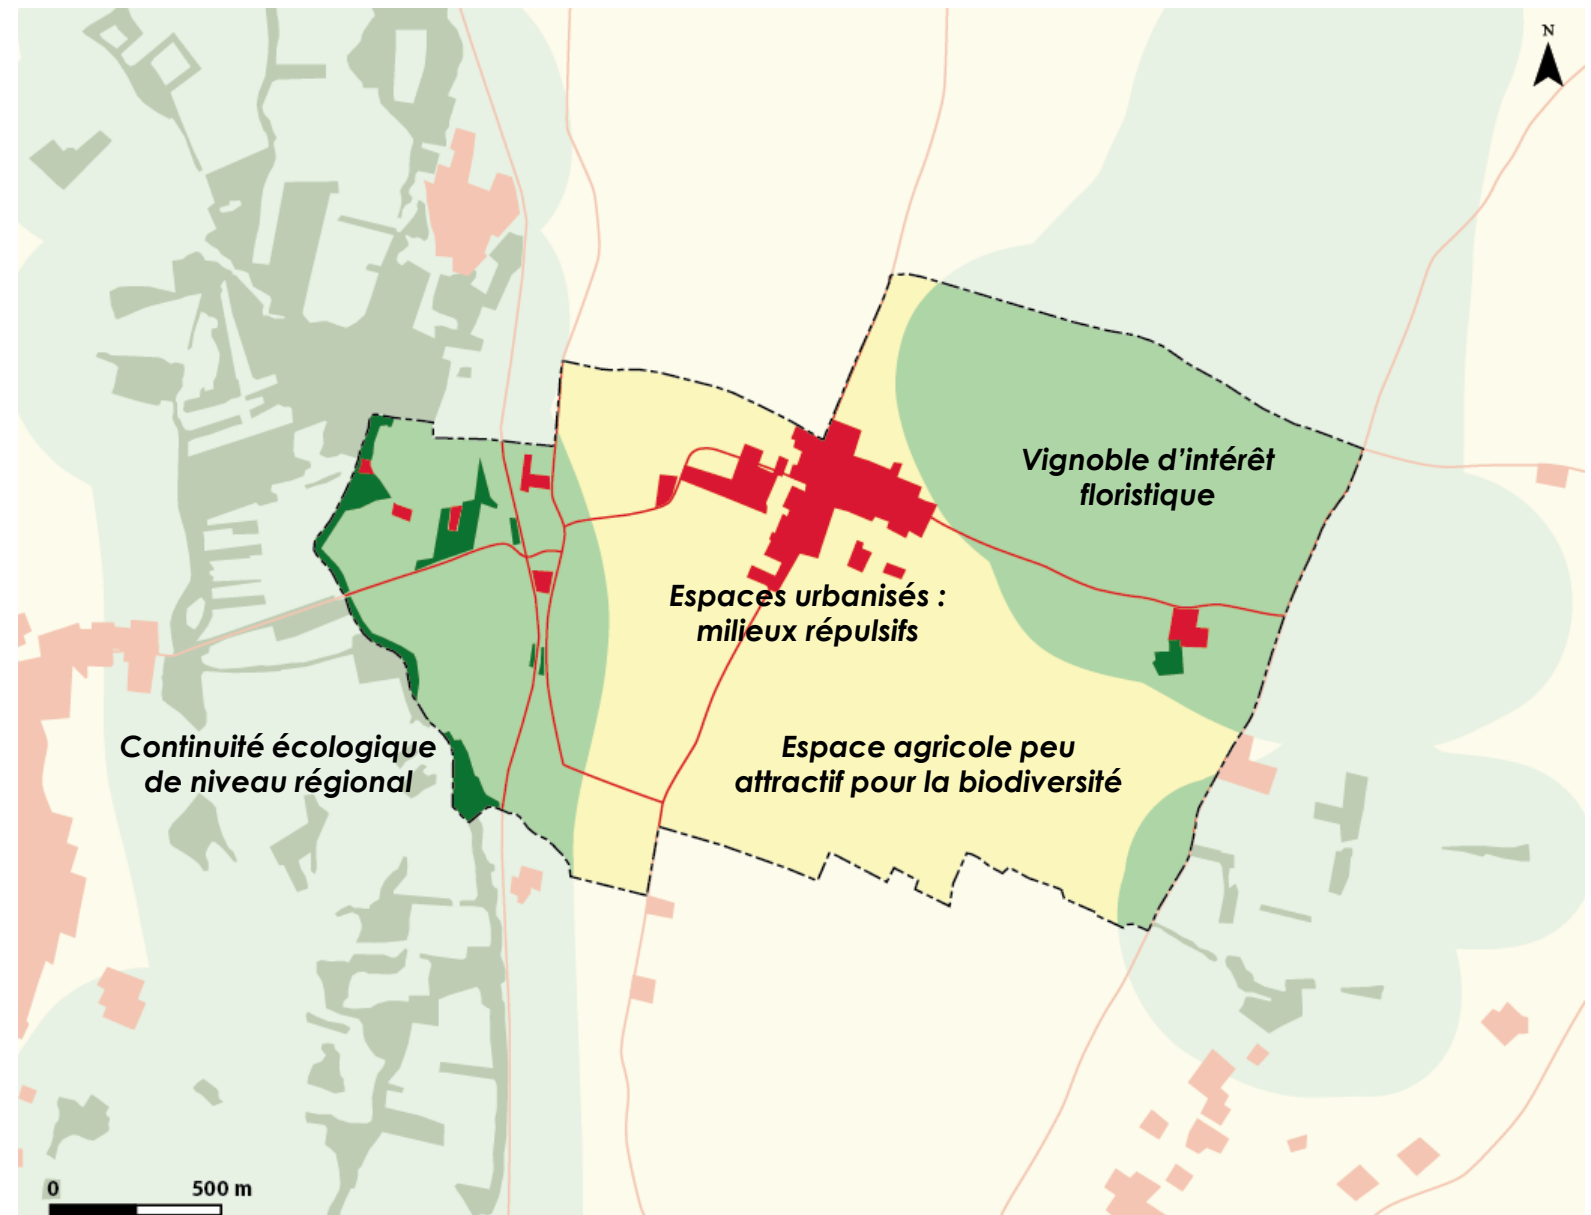 N
Vignoble d'intérêt
floristique
Espaces urbanisés :
milieux répulsifs
Continuité écologique
de niveau régional
Espace agricole peu
attractif pour la biodiversité
0 500 m